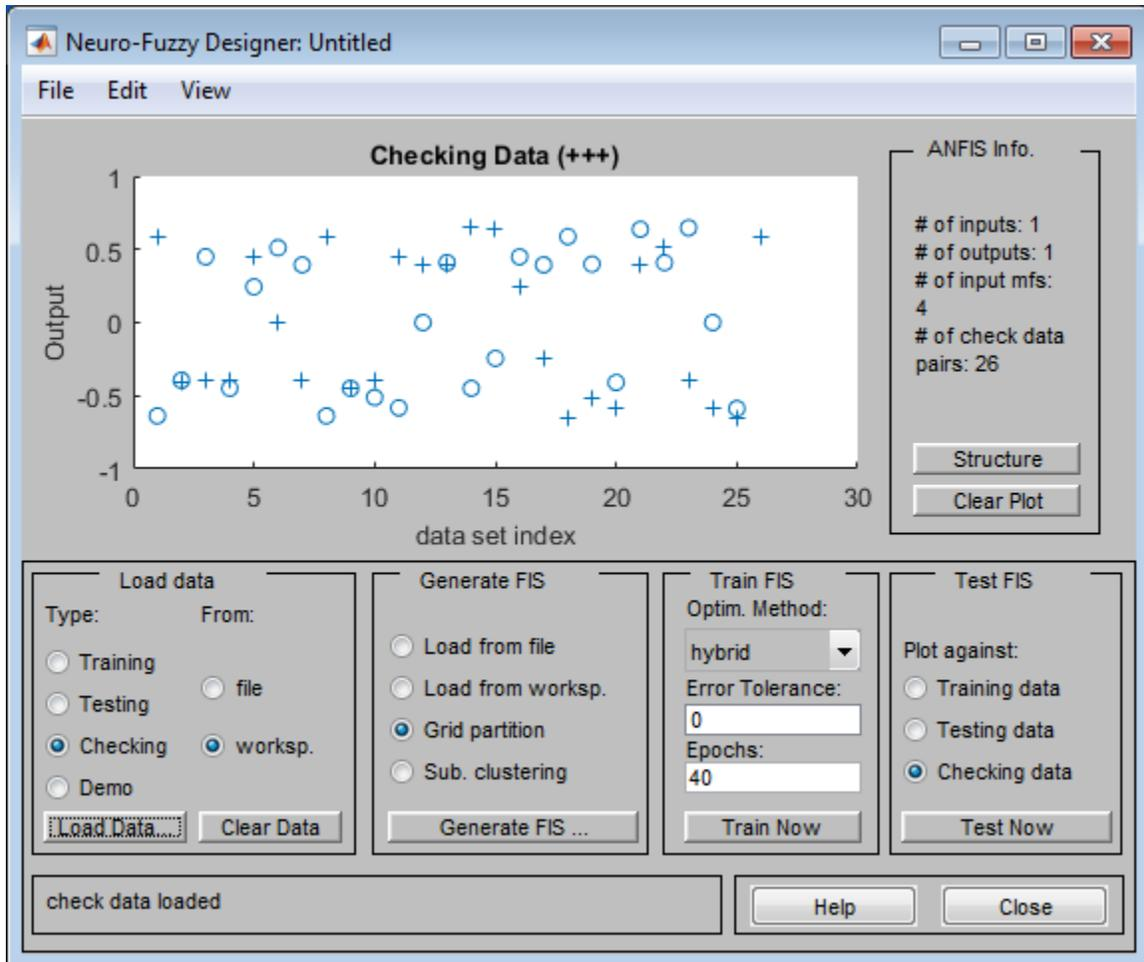 Neuro-Fuzzy Designer: Untitled
File Edit View
Checking Data (+++)
1
0.5
0
-0.5
-1
Output
0 5 10 15 20 25 30
data set index
ANFIS Info.
# of inputs: 1
# of outputs: 1
# of input mfs:
4
# of check data
pairs: 26
Structure
Clear Plot
Load data
Type: From:
Training
file
Testing
Checking
worksp.
Demo
Load Data... Clear Data
Generate FIS
Load from file
Load from worksp.
Grid partition
Sub. clustering
Generate FIS ...
Train FIS
Optim. Method:
hybrid
Error Tolerance:
0
Epochs:
40
Train Now
Test FIS
Plot against:
Training data
Testing data
Checking data
Test Now
check data loaded
Help Close